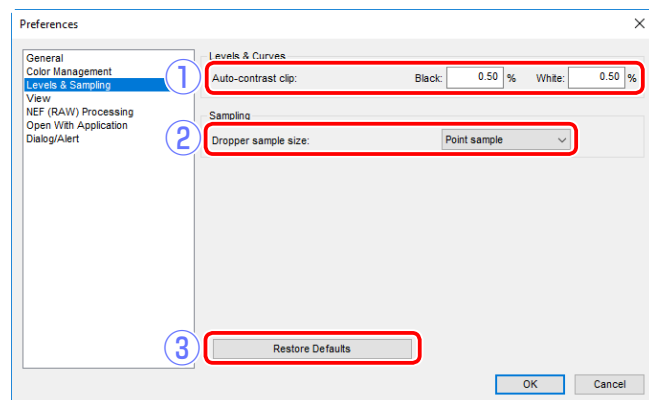 Preferences
General
Color Management
Levels & Sampling
View
NEF (RAW) Processing
Open With Application
Dialog/Alert
Levels & Curves
① Auto-contrast clip: Black: 0.50 % White: 0.50 %
Sampling
② Dropper sample size: Point sample
③ Restore Defaults
OK Cancel